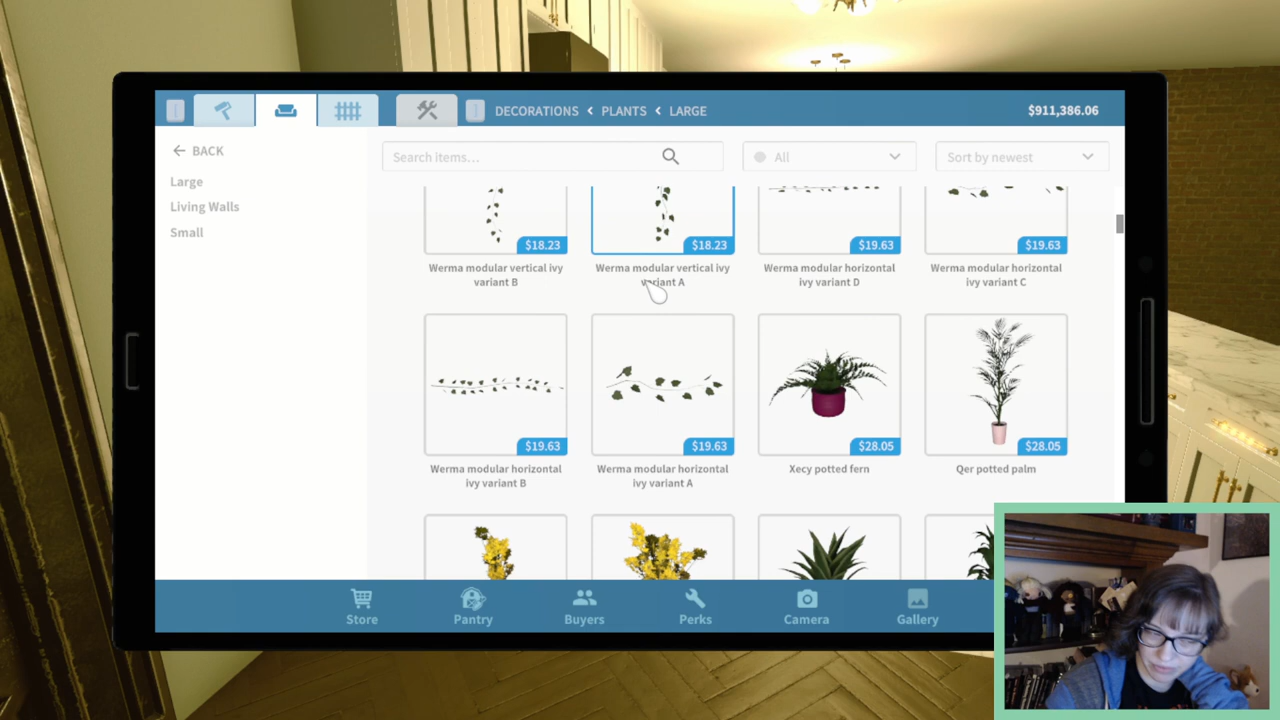 DECORATIONS < PLANTS < LARGE
$911,386.06
BACK
Large
Living Walls
Small
Search items...
All
Sort by newest
$18.23
$18.23
$19.63
$19.63
Werma modular vertical ivy
variant B
Werma modular vertical ivy
variant A
Werma modular horizontal
ivy variant D
Werma modular horizontal
ivy variant C
$19.63
$19.63
$28.05
$28.05
Werma modular horizontal
ivy variant B
Werma modular horizontal
ivy variant A
Xecy potted fern
Qer potted palm
Store
Pantry
Buyers
Perks
Camera
Gallery